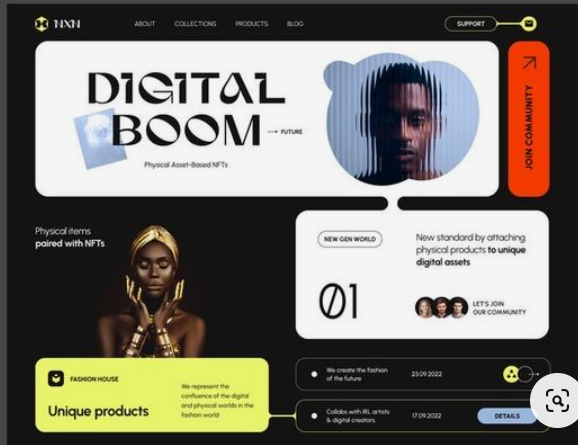 NXN
ABOUT
COLLECTIONS
PRODUCTS
BLOG
SUPPORT
DIGITAL
BOOM
FUTURE
Physical Asset-Based NFTs
JOIN COMMUNITY
Physical items
paired with NFTs
NEW GEN WORLD
01
New standard by attaching
physical products to unique
digital assets
LET'S JOIN
OUR COMMUNITY
FASHION HOUSE
Unique products
We represent the
confluence of the digital
and physical worlds in the
fashion world
We create the fashion
of the future
23.09.2022
Collabs with IRL artists
& digital creators
17.09.2022
DETAILS